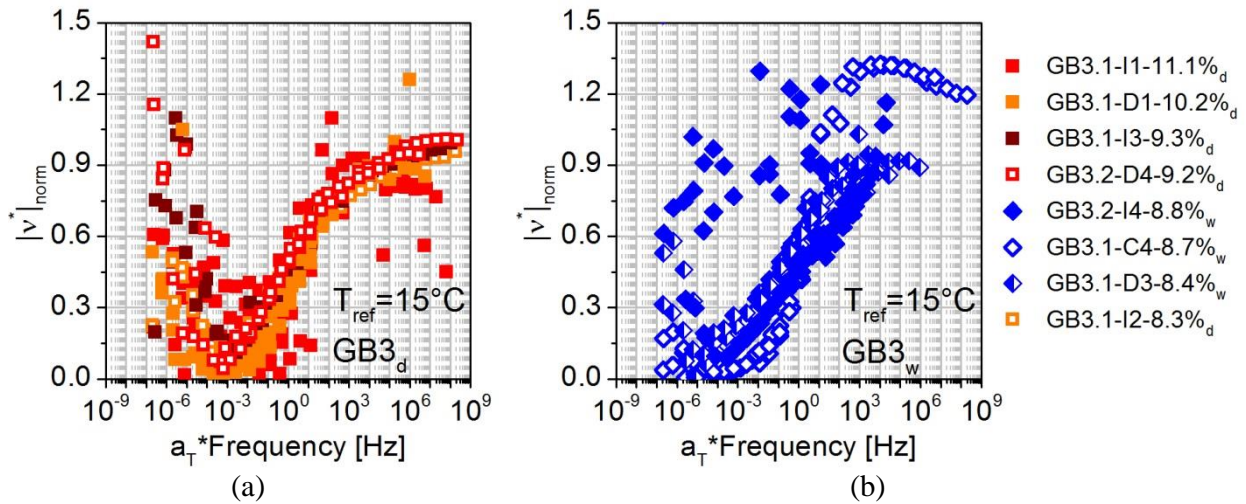 1.5
1.2
0.9
0.6
0.3
0.0
|ν*|norm
T_ref=15°C
GB3_d
10^-9 10^-6 10^-3 10^0 10^3 10^6 10^9
a_T*Frequency [Hz]
(a)
1.5
1.2
0.9
0.6
0.3
0.0
|ν*|norm
T_ref=15°C
GB3_w
10^-9 10^-6 10^-3 10^0 10^3 10^6 10^9
a_T*Frequency [Hz]
(b)
GB3.1-I1-11.1%_d
GB3.1-D1-10.2%_d
GB3.1-I3-9.3%_d
GB3.2-D4-9.2%_d
GB3.2-I4-8.8%_w
GB3.1-C4-8.7%_w
GB3.1-D3-8.4%_w
GB3.1-I2-8.3%_d